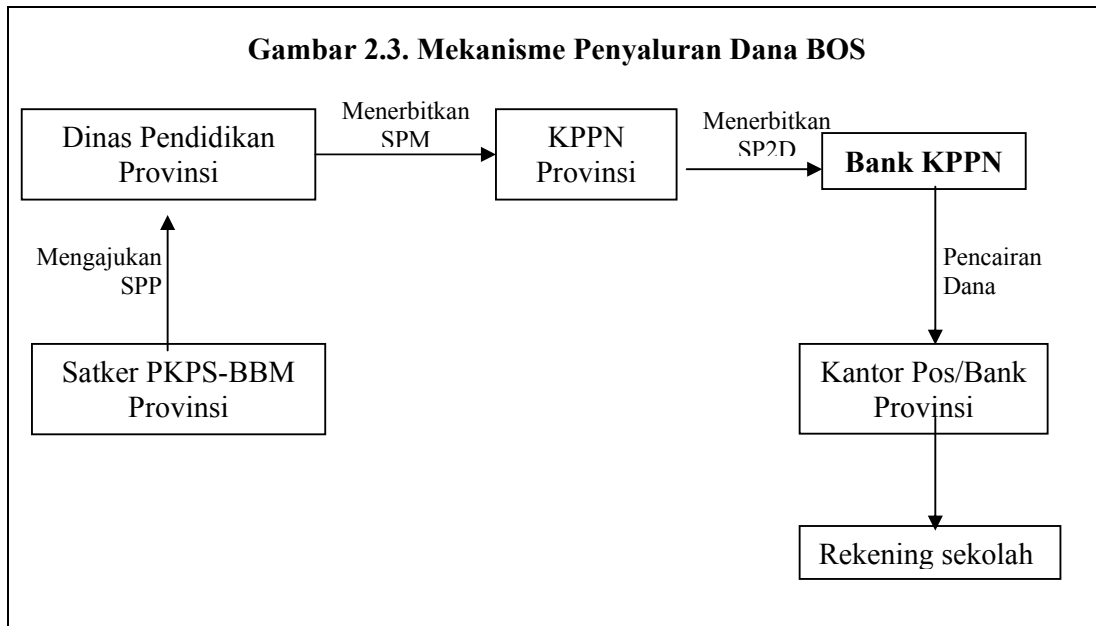 Gambar 2.3. Mekanisme Penyaluran Dana BOS
Dinas Pendidikan
Provinsi
Menerbitkan
SPM
KPPN
Provinsi
Menerbitkan
SP2D
Bank KPPN
Mengajukan
SPP
Pencairan
Dana
Satker PKPS-BBM
Provinsi
Kantor Pos/Bank
Provinsi
Rekening sekolah